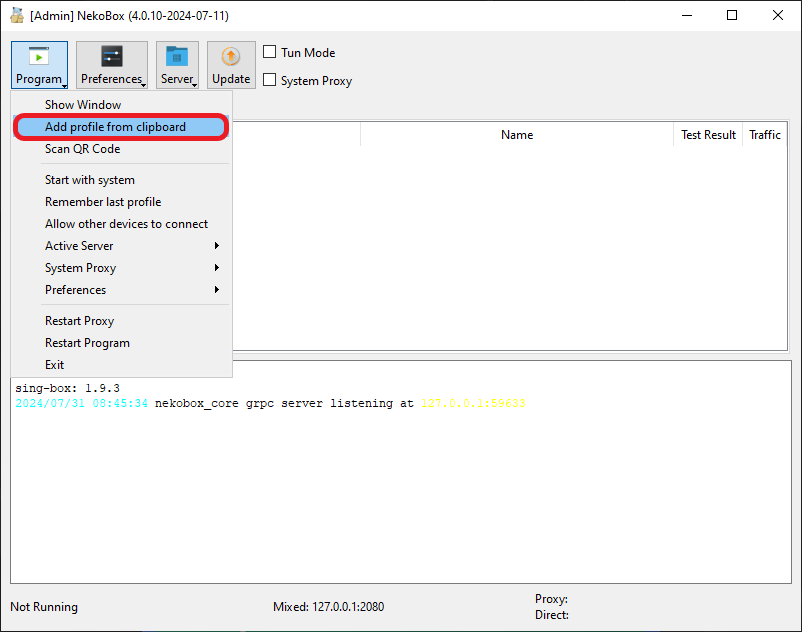 [Admin] NekoBox (4.0.10-2024-07-11)
Program
Preferences
Server
Update
Tun Mode
System Proxy
Show Window
Add profile from clipboard
Scan QR Code
Start with system
Remember last profile
Allow other devices to connect
Active Server
System Proxy
Preferences
Restart Proxy
Restart Program
Exit
Name
Test Result
Traffic
sing-box: 1.9.3
2024/07/31 08:45:34 nekobox_core grpc server listening at 127.0.0.1:59633
Not Running
Mixed: 127.0.0.1:2080
Proxy:
Direct: